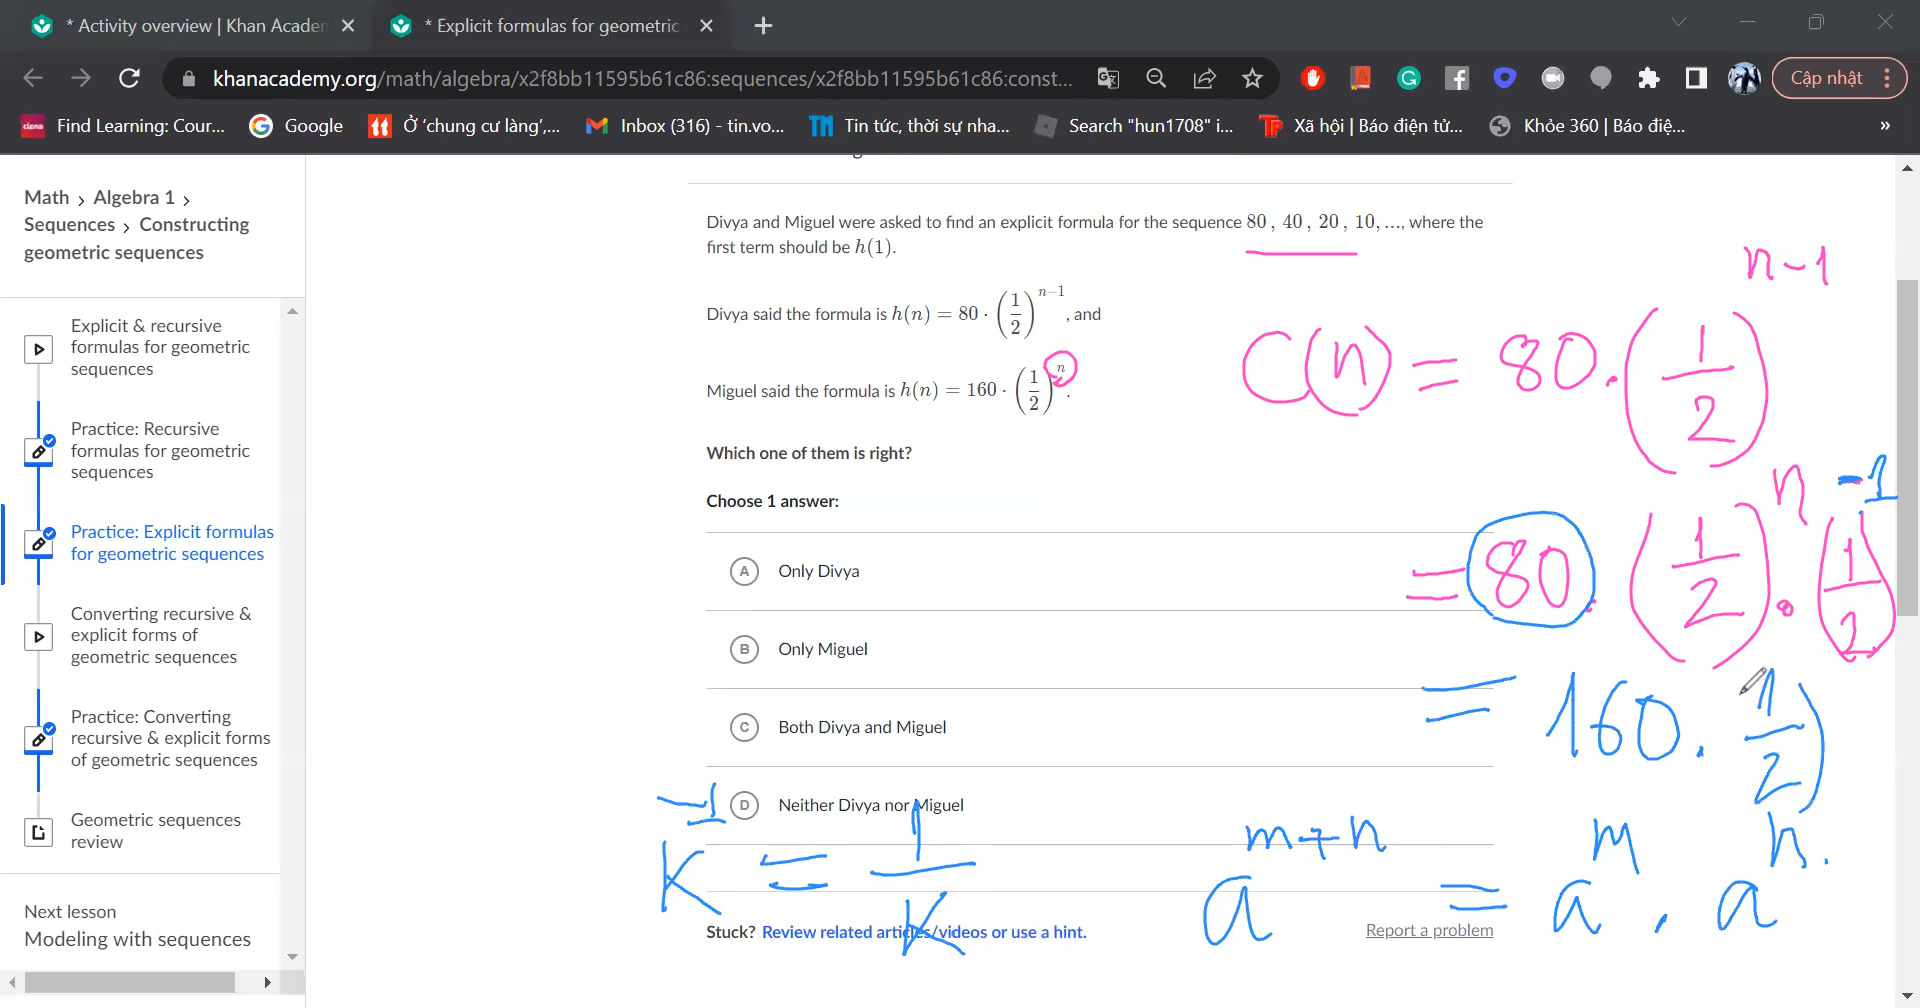 * Activity overview | Khan Acader
* Explicit formulas for geometric
khanacademy.org/math/algebra/x2f8bb11595b61c86:sequences/x2f8bb11595b61c86:const...
Cập nhật
Find Learning: Cour...
Google
Ở 'chung cư làng',...
Inbox (316) - tin.vo...
Tin tức, thời sự nha...
Search "hun1708" i...
Xã hội | Báo điện tử...
Khỏe 360 | Báo điệ...
»
Math > Algebra 1 >
Sequences > Constructing
geometric sequences
Explicit & recursive
formulas for geometric
sequences
Practice: Recursive
formulas for geometric
sequences
Practice: Explicit formulas
for geometric sequences
Converting recursive &
explicit forms of
geometric sequences
Practice: Converting
recursive & explicit forms
of geometric sequences
Geometric sequences
review
Next lesson
Modeling with sequences
Divya and Miguel were asked to find an explicit formula for the sequence 80, 40, 20, 10, ..., where the
first term should be h(1).
Divya said the formula is h(n) = 80 · (1/2)^(n−1), and
Miguel said the formula is h(n) = 160 · (1/2)^n.
Which one of them is right?
Choose 1 answer:
A Only Divya
B Only Miguel
C Both Divya and Miguel
D Neither Divya nor Miguel
Stuck? Review related articles/videos or use a hint.
Report a problem
C(n) = 80 . (1/2)^(n-1)
= 80 . (1/2)^n . (1/2)^-1
= 160 . 1/2)
K^-1 = 1/K
a^(m+n) = a^m . a^n.